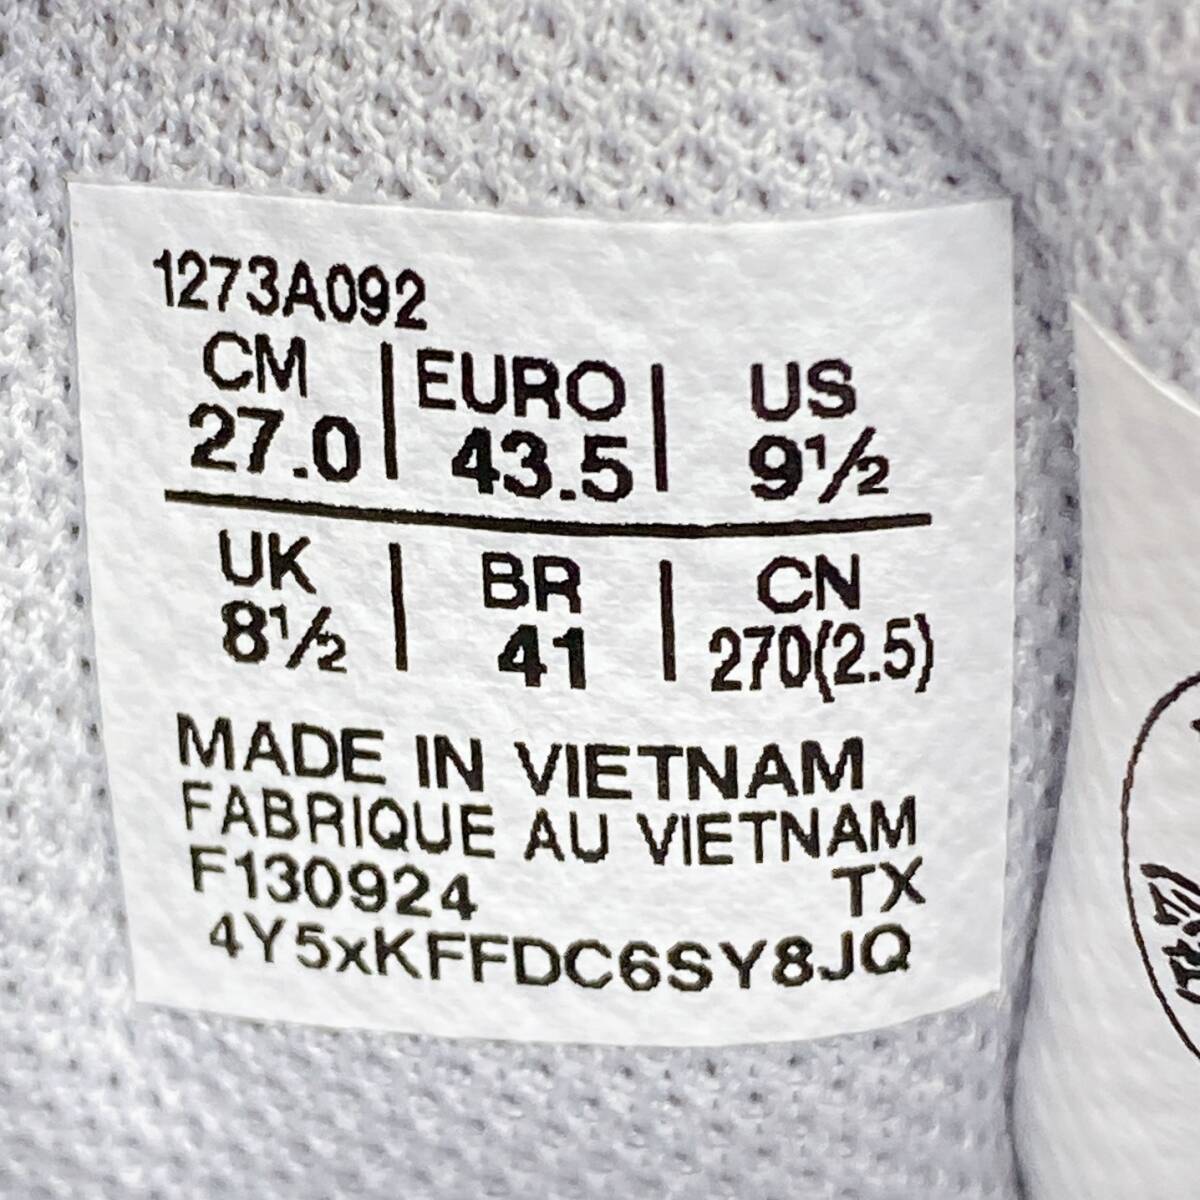 1273A092
CM EURO US
27.0 43.5 9½
UK BR CN
8½ 41 270(2.5)
MADE IN VIETNAM
FABRIQUE AU VIETNAM
F130924 TX
4Y5xKFFDC6SY8JQ